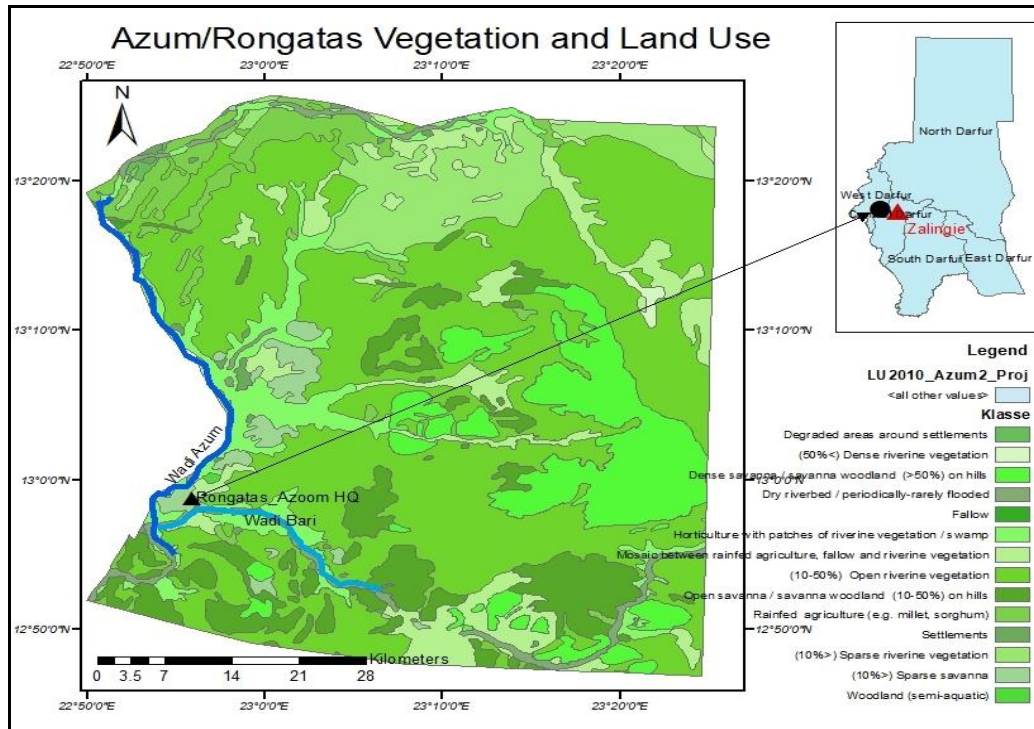 Azum/Rongatas Vegetation and Land Use
22°50'0"E
23°0'0"E
23°10'0"E
23°20'0"E
N
13°20'0"N
13°20'0"N
13°10'0"N
13°10'0"N
13°0'0"N
13°0'0"N
12°50'0"N
12°50'0"N
Wadi Azum
Rongatas_Azoom HQ
Wadi Bari
Kilometers
0 3.5 7 14 21 28
22°50'0"E
23°0'0"E
23°10'0"E
23°20'0"E
North Darfur
West Darfur
Darfur
Zalingie
South Darfur
East Darfur
Legend
LU2010_Azum2_Proj
<all other values>
Klasse
Degraded areas around settlements
(50%<) Dense riverine vegetation
Dense savanna / savanna woodland (>50%) on hills
Dry riverbed / periodically-rarely flooded
Fallow
Horticulture with patches of riverine vegetation / swamp
Mosaic between rainfed agriculture, fallow and riverine vegetation
(10-50%) Open riverine vegetation
Open savanna / savanna woodland (10-50%) on hills
Rainfed agriculture (e.g. millet, sorghum)
Settlements
(10%>) Sparse riverine vegetation
(10%>) Sparse savanna
Woodland (semi-aquatic)